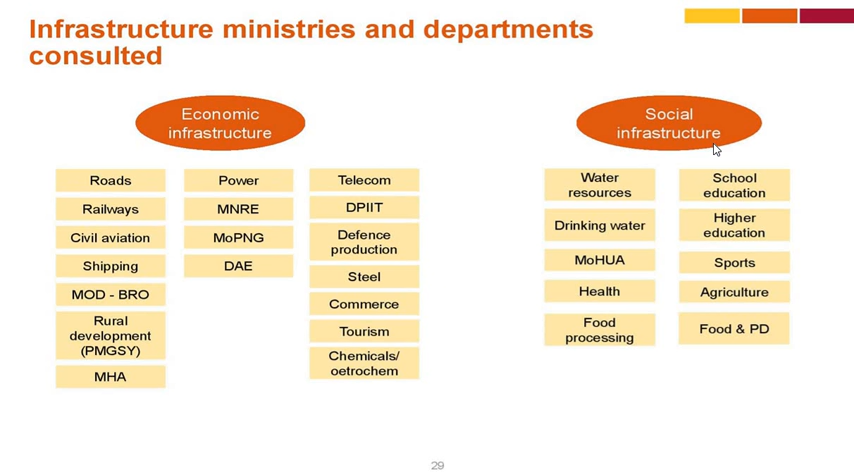 Infrastructure ministries and departments
consulted
Economic
infrastructure
Roads
Railways
Civil aviation
Shipping
MOD - BRO
Rural
development
(PMGSY)
MHA
Power
MNRE
MoPNG
DAE
Telecom
DPIIT
Defence
production
Steel
Commerce
Tourism
Chemicals/
oetrochem
Social
infrastructure
Water
resources
Drinking water
MoHUA
Health
Food
processing
School
education
Higher
education
Sports
Agriculture
Food & PD
29